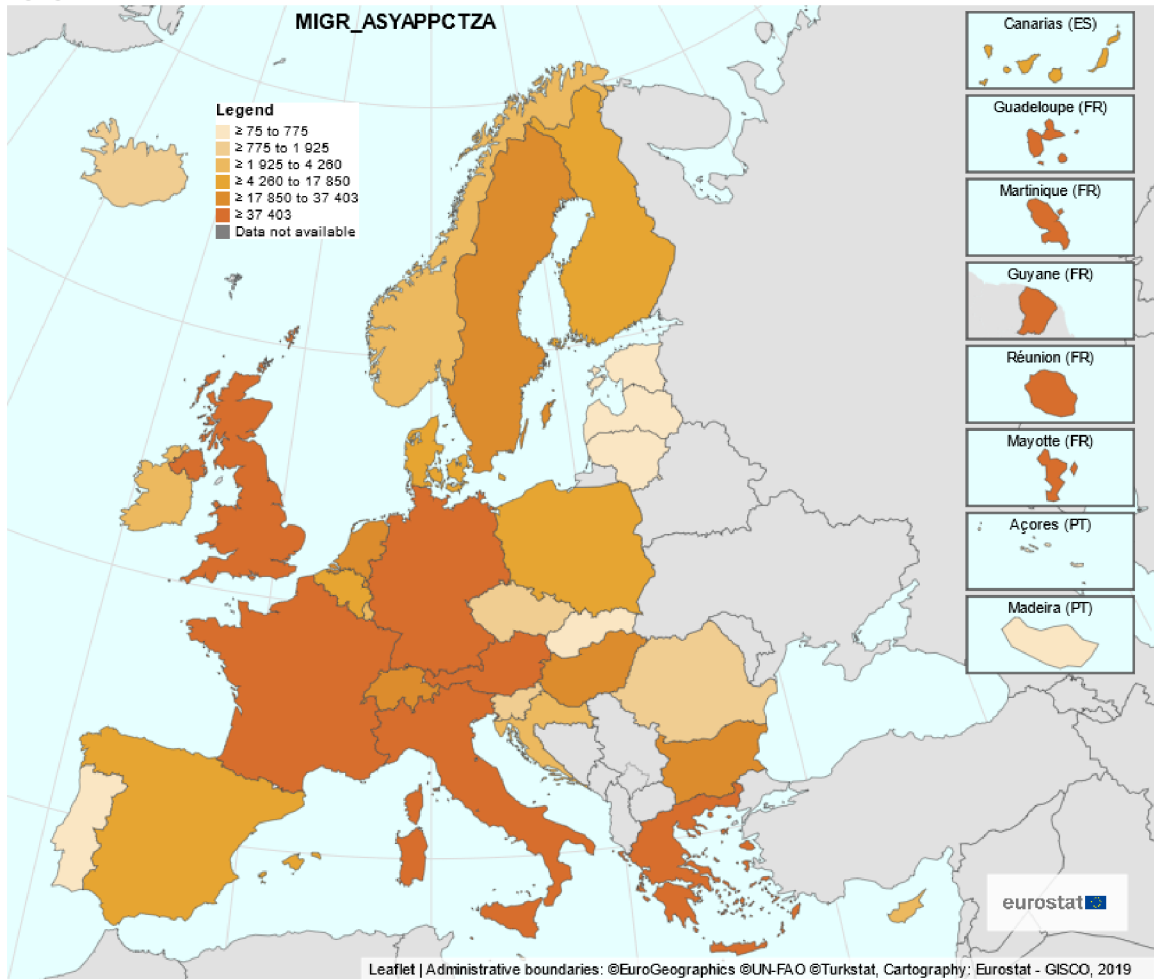 MIGR_ASYAPPCTZA
Legend
≥ 75 to 775
≥ 775 to 1 925
≥ 1 925 to 4 260
≥ 4 260 to 17 850
≥ 17 850 to 37 403
≥ 37 403
Data not available
Canarias (ES)
Guadeloupe (FR)
Martinique (FR)
Guyane (FR)
Réunion (FR)
Mayotte (FR)
Açores (PT)
Madeira (PT)
eurostat
Leaflet | Administrative boundaries: ©EuroGeographics ©UN-FAO ©Turkstat, Cartography: Eurostat - GISCO, 2019